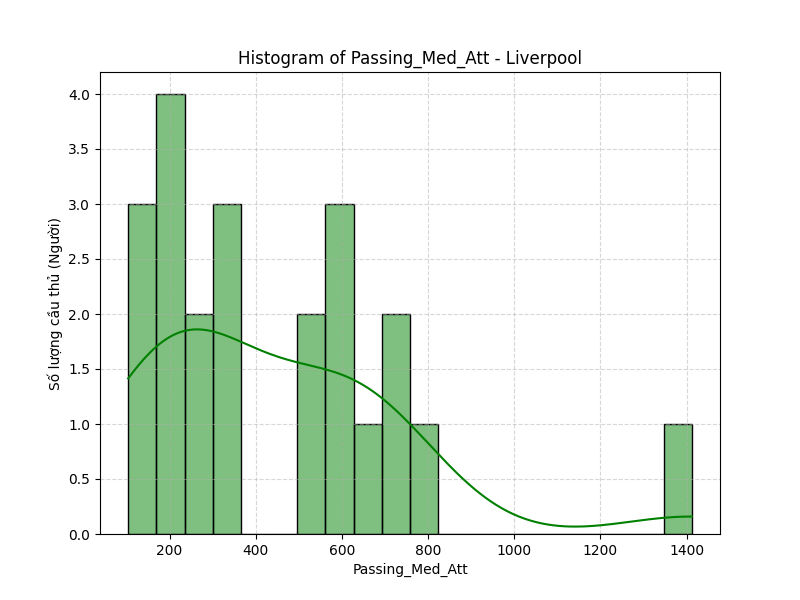 Histogram of Passing_Med_Att - Liverpool
Số lượng cầu thủ (Người)
4.0
3.5
3.0
2.5
2.0
1.5
1.0
0.5
0.0
200 400 600 800 1000 1200 1400
Passing_Med_Att